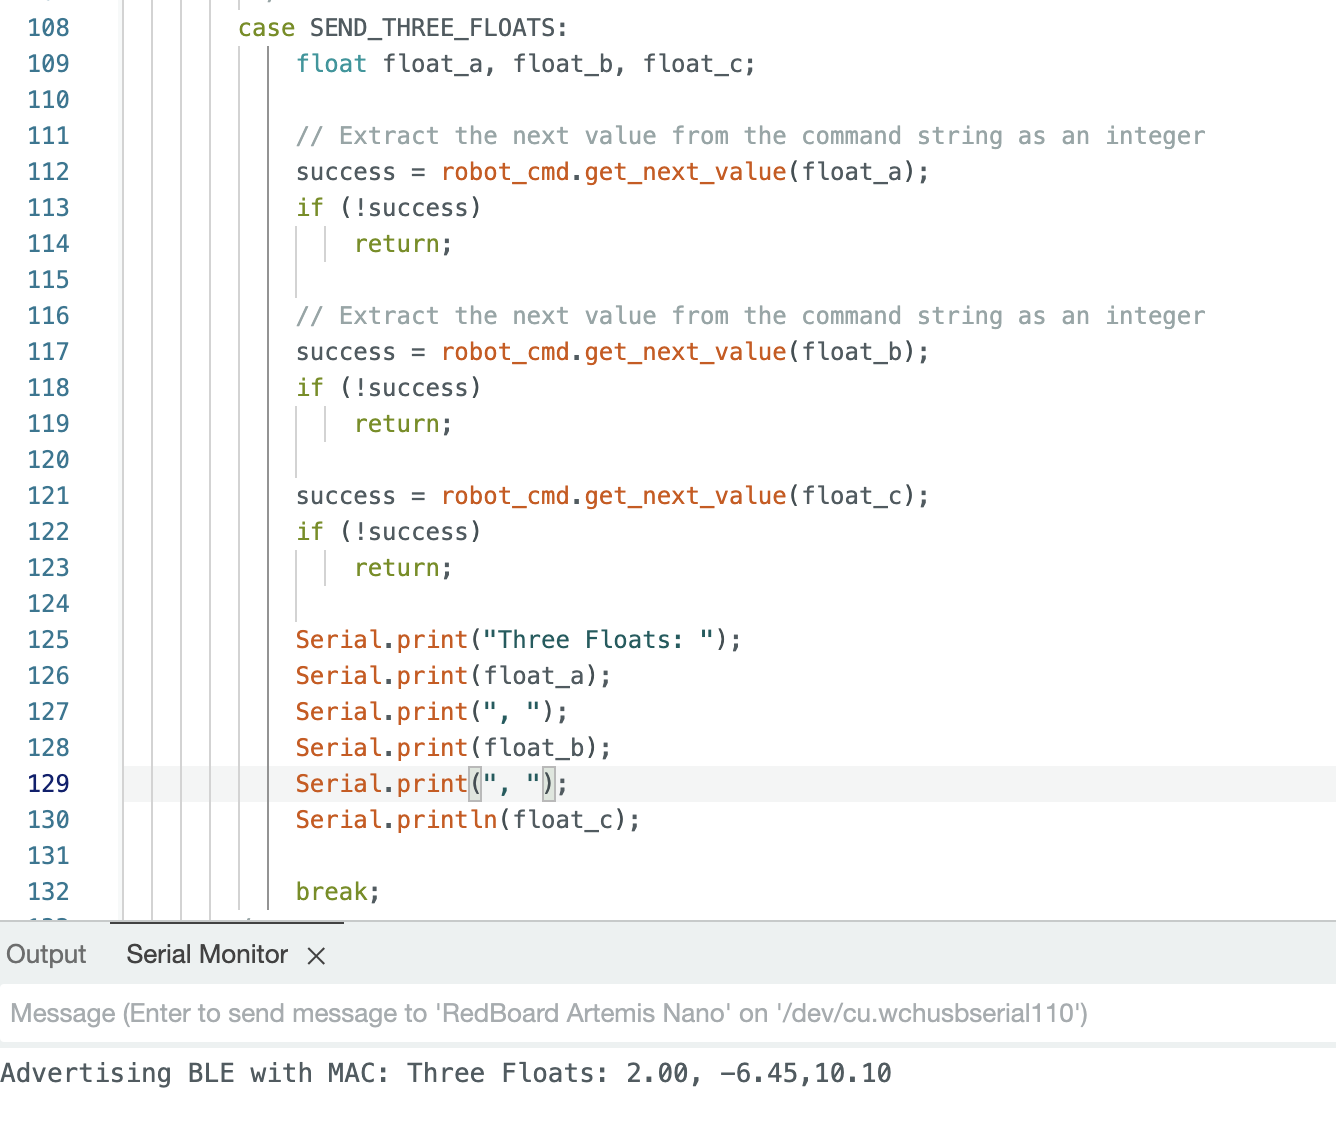 108 case SEND_THREE_FLOATS:
109 float float_a, float_b, float_c;
110
111 // Extract the next value from the command string as an integer
112 success = robot_cmd.get_next_value(float_a);
113 if (!success)
114 return;
115
116 // Extract the next value from the command string as an integer
117 success = robot_cmd.get_next_value(float_b);
118 if (!success)
119 return;
120
121 success = robot_cmd.get_next_value(float_c);
122 if (!success)
123 return;
124
125 Serial.print("Three Floats: ");
126 Serial.print(float_a);
127 Serial.print(", ");
128 Serial.print(float_b);
129 Serial.print(", ");
130 Serial.println(float_c);
131
132 break;
Output Serial Monitor
Message (Enter to send message to 'RedBoard Artemis Nano' on '/dev/cu.wchusbserial110')
Advertising BLE with MAC: Three Floats: 2.00, -6.45,10.10